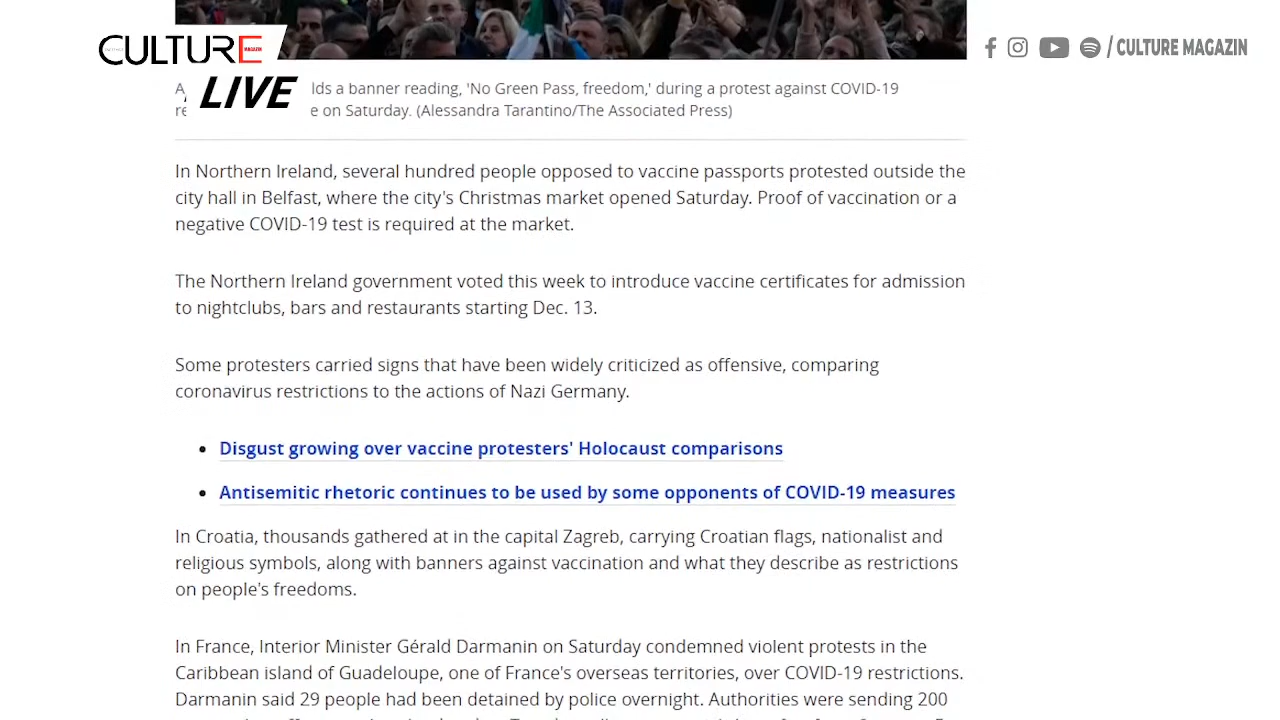 CULTURE
MAGAZIN
LIVE
/ CULTURE MAGAZIN
lds a banner reading, 'No Green Pass, freedom,' during a protest against COVID-19
e on Saturday. (Alessandra Tarantino/The Associated Press)
In Northern Ireland, several hundred people opposed to vaccine passports protested outside the
city hall in Belfast, where the city's Christmas market opened Saturday. Proof of vaccination or a
negative COVID-19 test is required at the market.
The Northern Ireland government voted this week to introduce vaccine certificates for admission
to nightclubs, bars and restaurants starting Dec. 13.
Some protesters carried signs that have been widely criticized as offensive, comparing
coronavirus restrictions to the actions of Nazi Germany.
• Disgust growing over vaccine protesters' Holocaust comparisons
• Antisemitic rhetoric continues to be used by some opponents of COVID-19 measures
In Croatia, thousands gathered at in the capital Zagreb, carrying Croatian flags, nationalist and
religious symbols, along with banners against vaccination and what they describe as restrictions
on people's freedoms.
In France, Interior Minister Gérald Darmanin on Saturday condemned violent protests in the
Caribbean island of Guadeloupe, one of France's overseas territories, over COVID-19 restrictions.
Darmanin said 29 people had been detained by police overnight. Authorities were sending 200